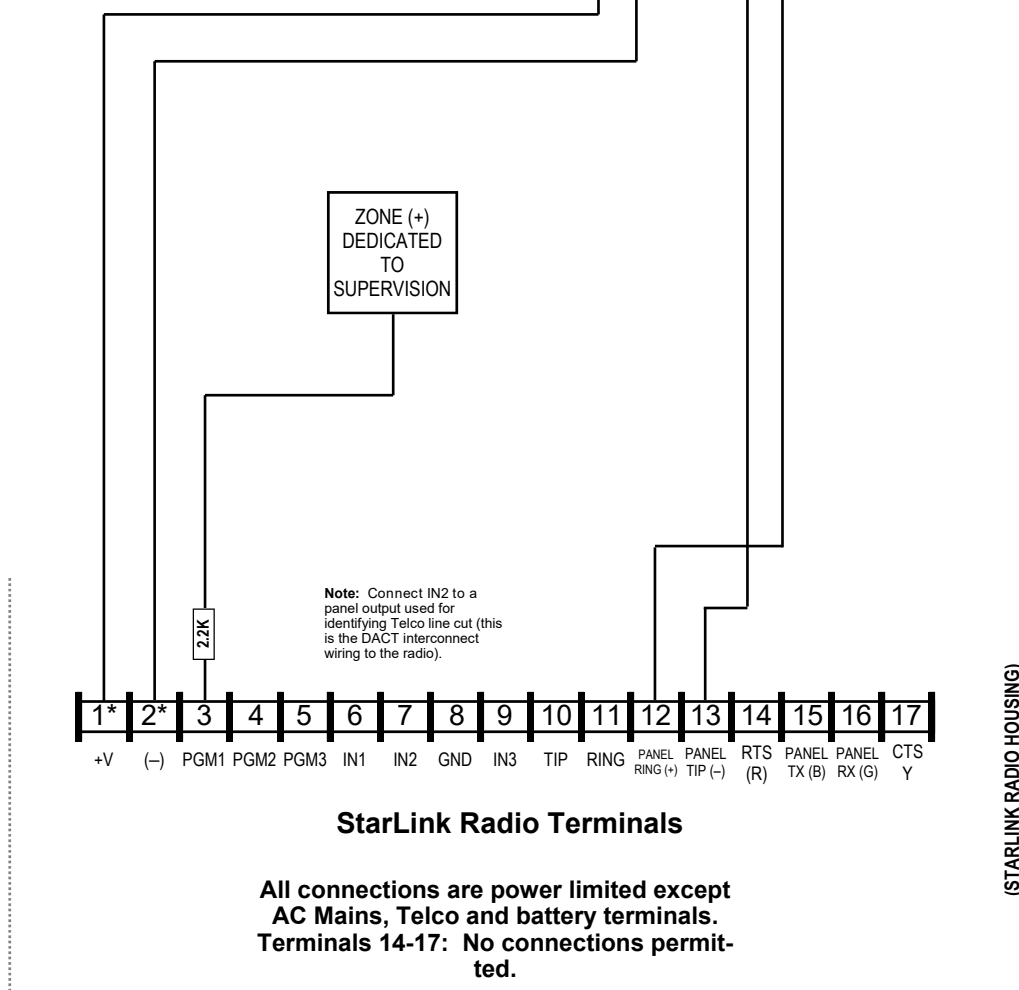 ZONE (+)
DEDICATED
TO
SUPERVISION
2.2K
Note:  Connect IN2 to a
panel output used for
identifying Telco line cut (this
is the DACT interconnect
wiring to the radio).
1* 2* 3 4 5 6 7 8 9 10 11 12 13 14 15 16 17
+V (–) PGM1 PGM2 PGM3 IN1 IN2 GND IN3 TIP RING PANEL PANEL RTS PANEL PANEL CTS
RING (+) TIP (–) (R) TX (B) RX (G) Y
StarLink Radio Terminals
All connections are power limited except
AC Mains, Telco and battery terminals.
Terminals 14-17:  No connections permit-
ted.
(STARLINK RADIO HOUSING)